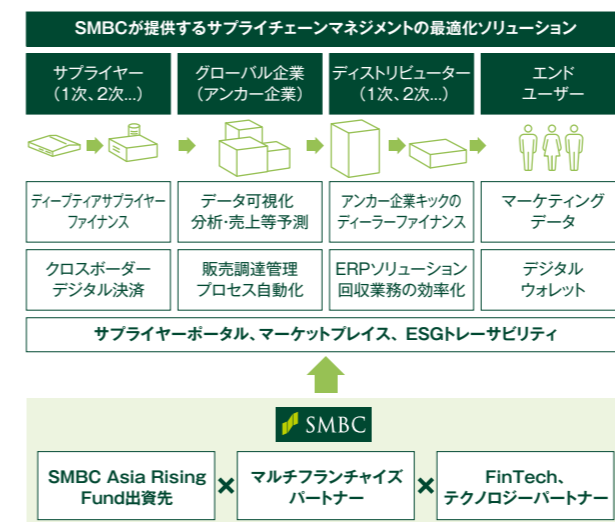 SMBCが提供するサプライチェーンマネジメントの最適化ソリューション
サプライヤー
（1次、2次...）
グローバル企業
（アンカー企業）
ディストリビューター
（1次、2次...）
エンド
ユーザー
ディープティアサプライヤー
ファイナンス
データ可視化
分析・売上等予測
アンカー企業キックの
ディーラーファイナンス
マーケティング
データ
クロスボーダー
デジタル決済
販売調達管理
プロセス自動化
ERPソリューション
回収業務の効率化
デジタル
ウォレット
サプライヤーポータル、マーケットプレイス、ESGトレーサビリティ
SMBC
SMBC Asia Rising
Fund出資先
×
マルチフランチャイズ
パートナー
×
FinTech、
テクノロジーパートナー